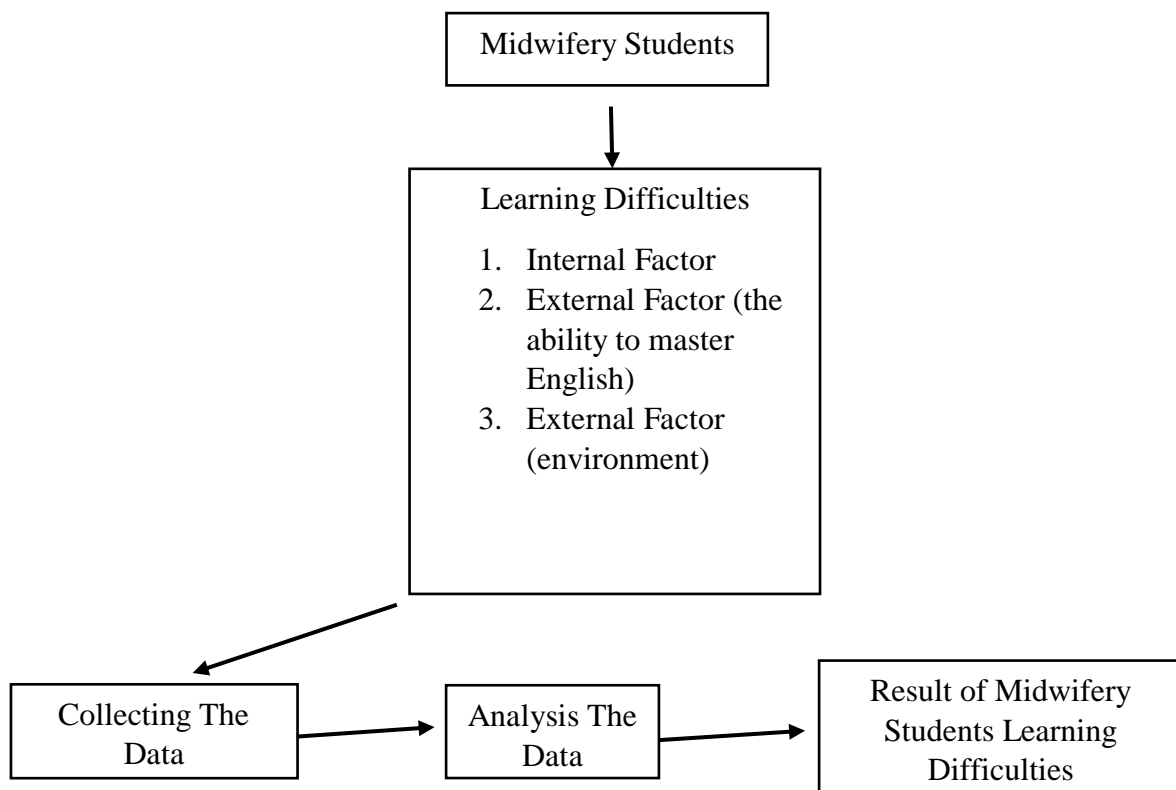 Midwifery Students
Learning Difficulties
1. Internal Factor
2. External Factor (the
ability to master
English)
3. External Factor
(environment)
Collecting The
Data
Analysis The
Data
Result of Midwifery
Students Learning
Difficulties